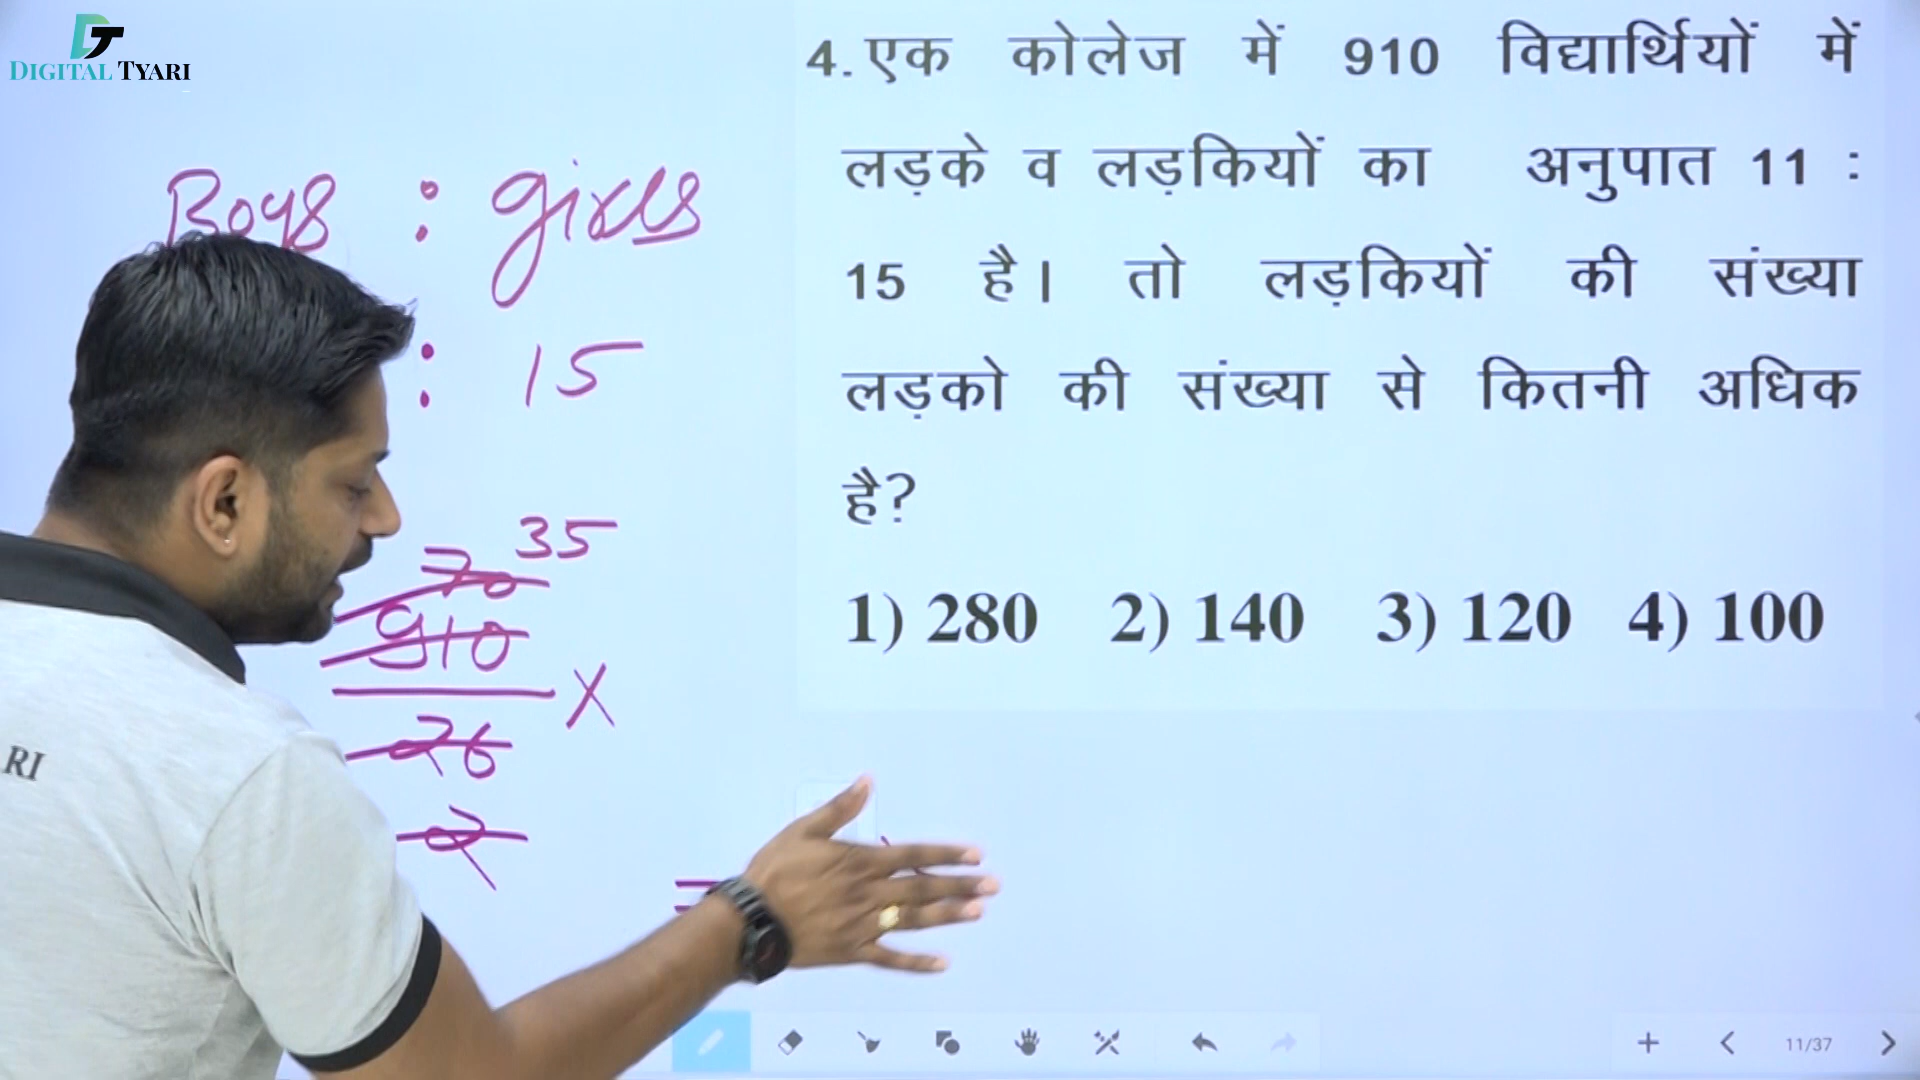 DIGITAL TYARI
4. एक कोलेज में 910 विद्यार्थियों में
लड़के व लड़कियों का अनुपात 11 :
15 है। तो लड़कियों की संख्या
लड़को की संख्या से कितनी अधिक
है?
1) 280 2) 140 3) 120 4) 100
Boys : girls
: 15
35
70
910
X
26
2
=
RI
11/37